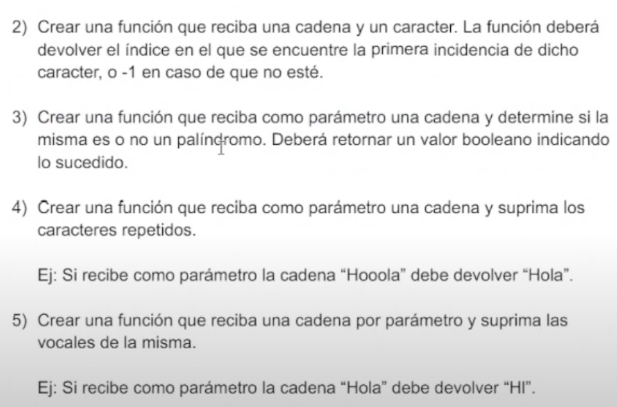 2) Crear una función que reciba una cadena y un caracter. La función deberá
devolver el índice en el que se encuentre la primera incidencia de dicho
caracter, o -1 en caso de que no esté.
3) Crear una función que reciba como parámetro una cadena y determine si la
misma es o no un palíndromo. Deberá retornar un valor booleano indicando
lo sucedido.
4) Crear una función que reciba como parámetro una cadena y suprima los
caracteres repetidos.
Ej: Si recibe como parámetro la cadena “Hooola” debe devolver “Hola”.
5) Crear una función que reciba una cadena por parámetro y suprima las
vocales de la misma.
Ej: Si recibe como parámetro la cadena “Hola” debe devolver “Hl”.